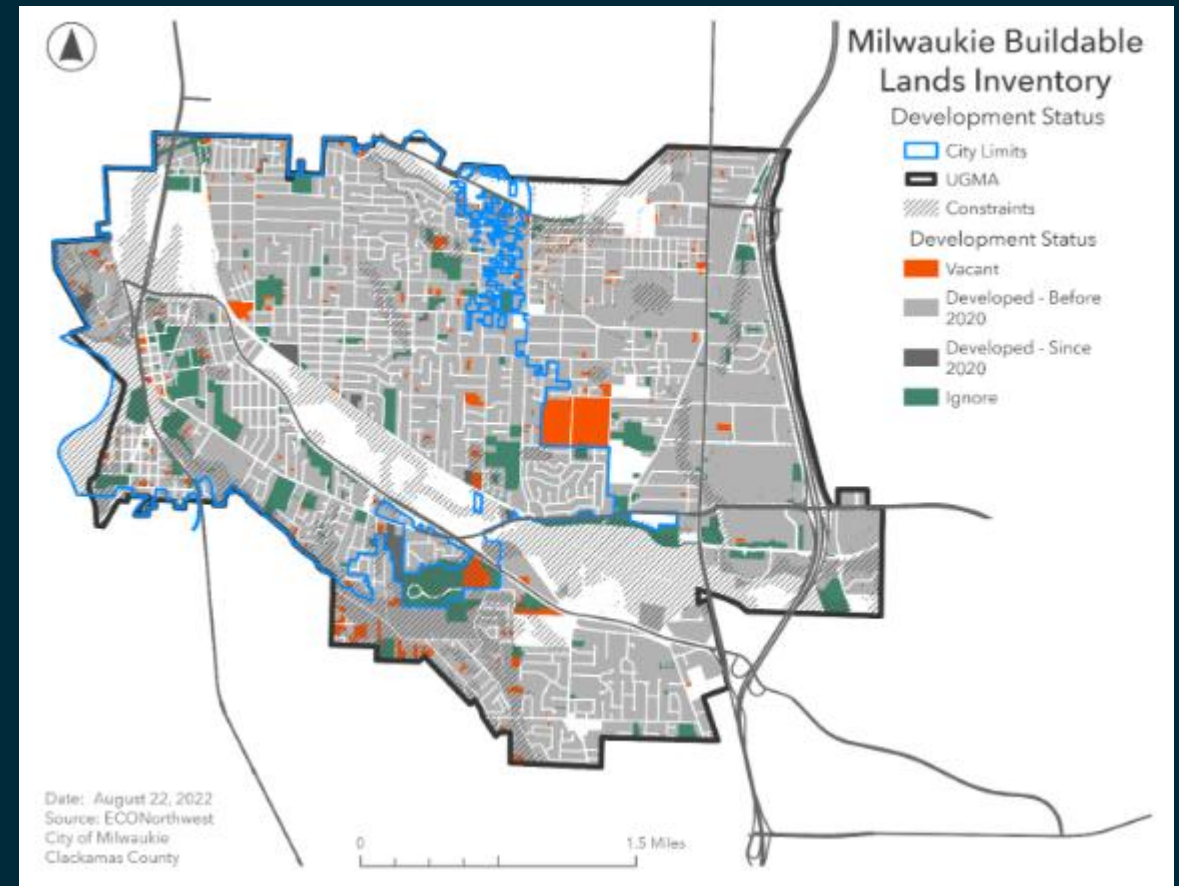 Milwaukie Buildable
Lands Inventory
Development Status
City Limits
UGMA
Constraints
Development Status
Vacant
Developed - Before
2020
Developed - Since
2020
Ignore
Date: August 22, 2022
Source: ECONorthwest
City of Milwaukie
Clackamas County
0
1.5 Miles